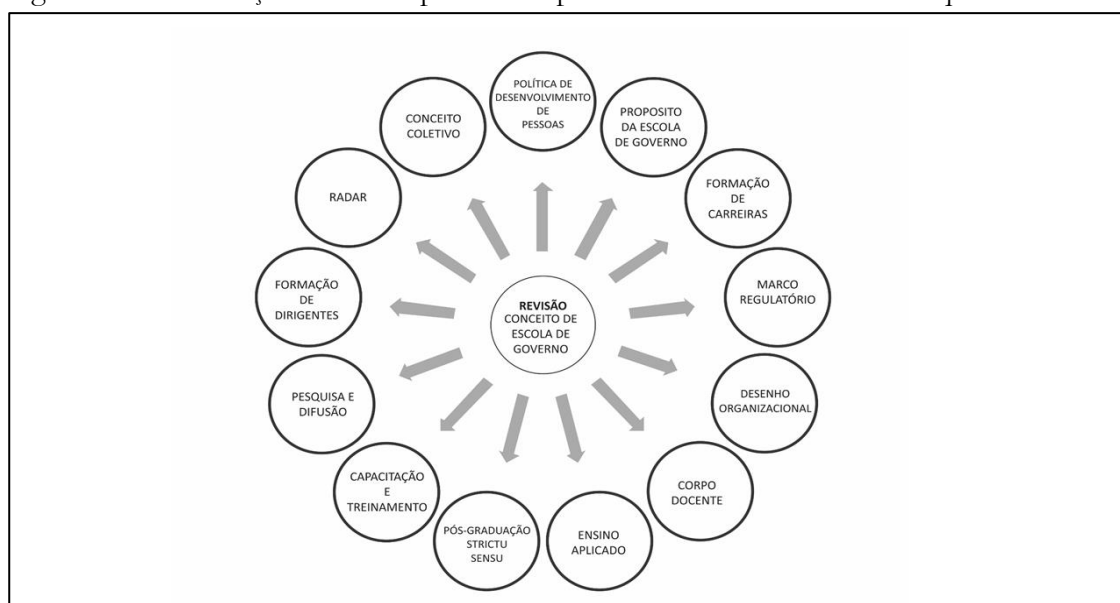 POLÍTICA DE
DESENVOLVIMENTO
DE
PESSOAS
PROPOSITO
DA ESCOLA
DE GOVERNO
FORMAÇÃO
DE
CARREIRAS
MARCO
REGULATÓRIO
DESENHO
ORGANIZACIONAL
CORPO
DOCENTE
ENSINO
APLICADO
PÓS-GRADUAÇÃO
STRICTU
SENSU
CAPACITAÇÃO
E
TREINAMENTO
PESQUISA E
DIFUSÃO
FORMAÇÃO
DE
DIRIGENTES
RADAR
CONCEITO
COLETIVO
REVISÃO
CONCEITO DE
ESCOLA DE
GOVERNO